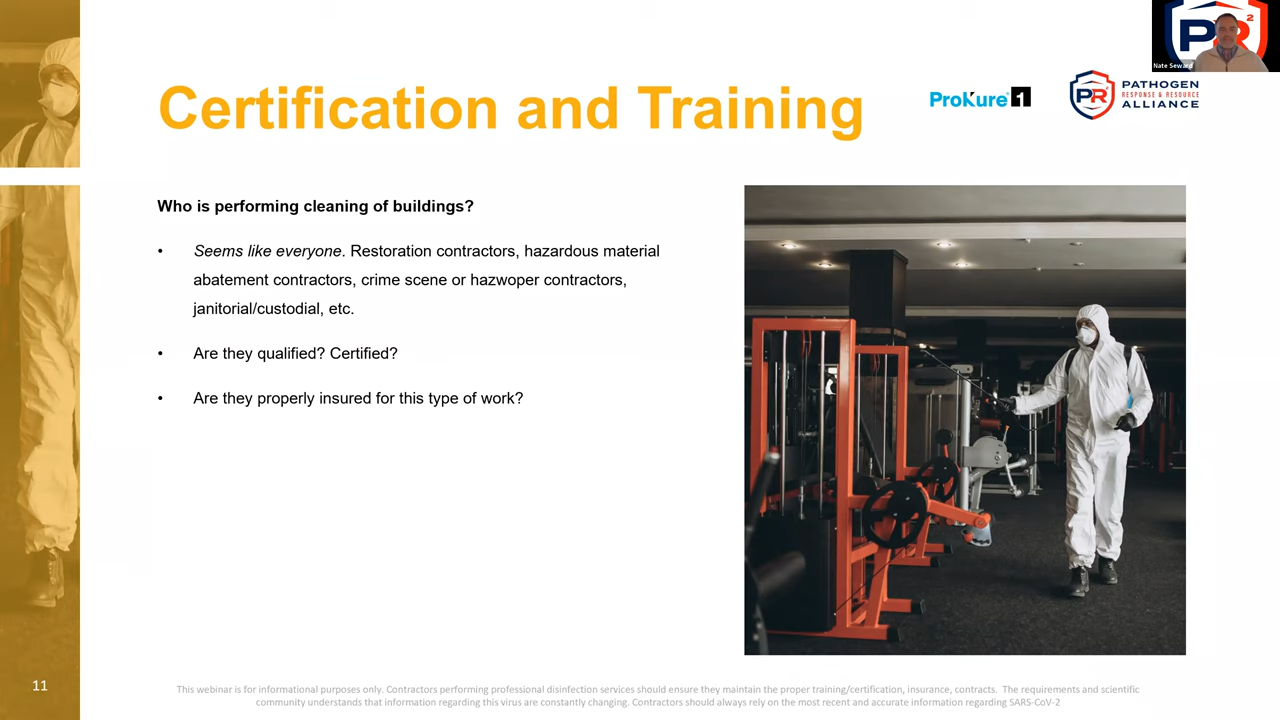 PR2
Nate Seward
Certification and Training
ProKure 1
PR
PATHOGEN
RESPONSE & RESOURCE
ALLIANCE
Who is performing cleaning of buildings?
• Seems like everyone. Restoration contractors, hazardous material
abatement contractors, crime scene or hazwoper contractors,
janitorial/custodial, etc.
• Are they qualified? Certified?
• Are they properly insured for this type of work?
11
This webinar is for informational purposes only. Contractors performing professional disinfection services should ensure they maintain the proper training/certification, insurance, contracts. The requirements and scientific
community understands that information regarding this virus are constantly changing. Contractors should always rely on the most recent and accurate information regarding SARS-CoV-2